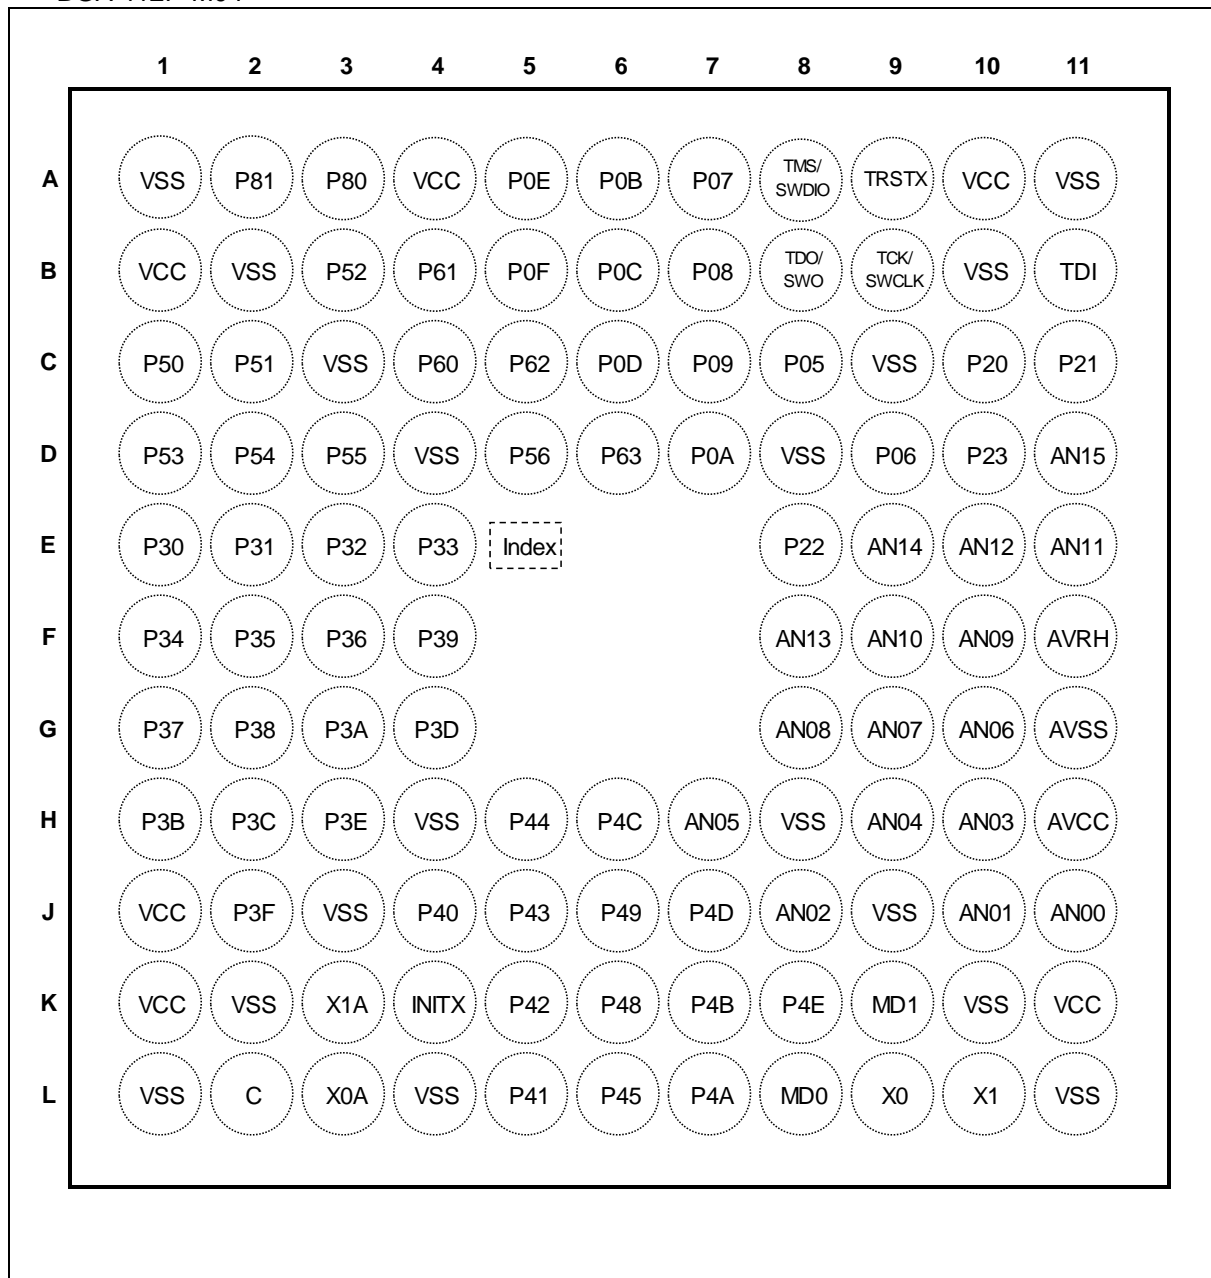 1 2 3 4 5 6 7 8 9 10 11
A VSS P81 P80 VCC P0E P0B P07 TMS/ SWDIO TRSTX VCC VSS
B VCC VSS P52 P61 P0F P0C P08 TDO/ SWO TCK/ SWCLK VSS TDI
C P50 P51 VSS P60 P62 P0D P09 P05 VSS P20 P21
D P53 P54 P55 VSS P56 P63 P0A VSS P06 P23 AN15
E P30 P31 P32 P33 Index P22 AN14 AN12 AN11
F P34 P35 P36 P39 AN13 AN10 AN09 AVRH
G P37 P38 P3A P3D AN08 AN07 AN06 AVSS
H P3B P3C P3E VSS P44 P4C AN05 VSS AN04 AN03 AVCC
J VCC P3F VSS P40 P43 P49 P4D AN02 VSS AN01 AN00
K VCC VSS X1A INITX P42 P48 P4B P4E MD1 VSS VCC
L VSS C X0A VSS P41 P45 P4A MD0 X0 X1 VSS